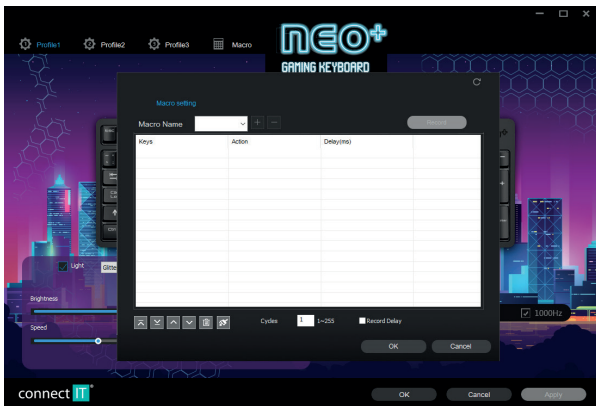 NEO+
Profile1 Profile2 Profile3 Macro
GAMING KEYBOARD
Macro setting
Macro Name + − Record
Keys Action Delay(ms)
Light Glitte
Brightness
Cycles 1 1~255 Record Delay
1000Hz
Speed
OK Cancel
connect IT
OK Cancel Apply